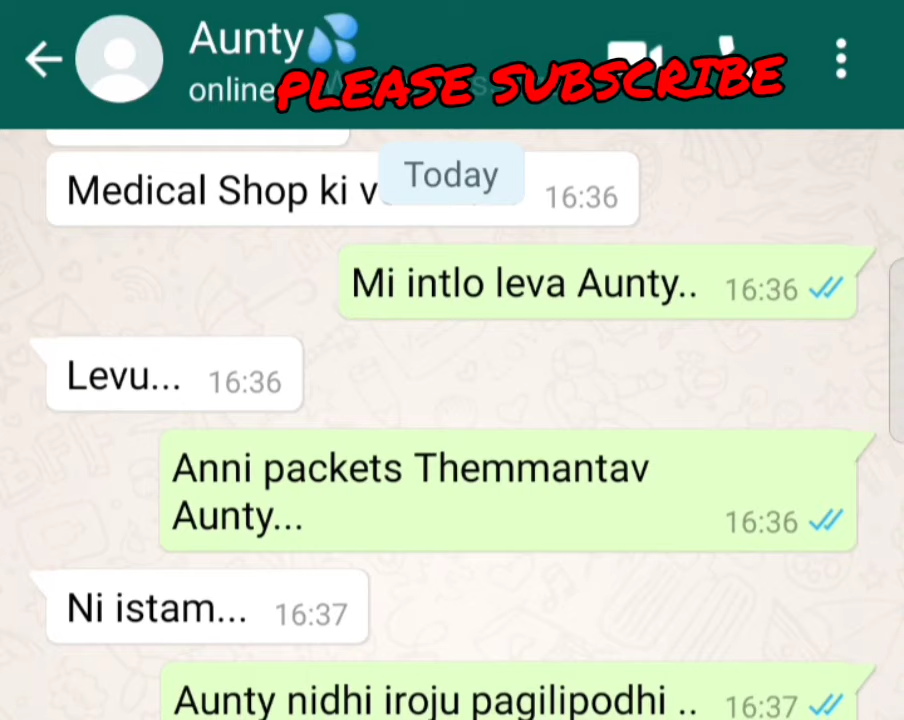 Aunty💦
online
PLEASE SUBSCRIBE
Today
Medical Shop ki
16:36
Mi intlo leva Aunty.. 16:36
Levu... 16:36
Anni packets Themmantav
Aunty...
16:36
Ni istam... 16:37
Aunty nidhi iroju pagilipodhi .. 16:37